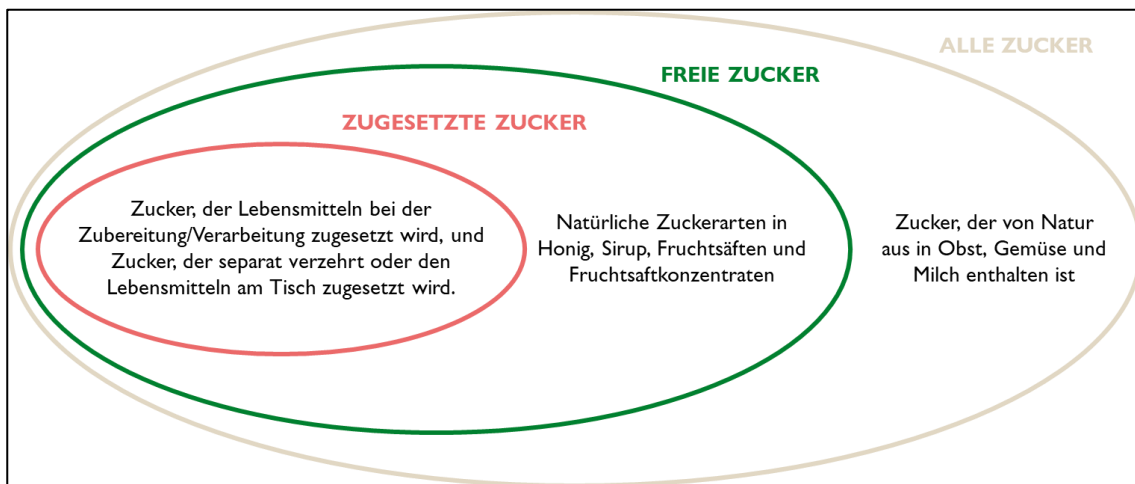 ALLE ZUCKER
FREIE ZUCKER
ZUGESETZTE ZUCKER
Zucker, der Lebensmitteln bei der
Zubereitung/Verarbeitung zugesetzt wird, und
Zucker, der separat verzehrt oder den
Lebensmitteln am Tisch zugesetzt wird.
Natürliche Zuckerarten in
Honig, Sirup, Fruchtsäften und
Fruchtsaftkonzentraten
Zucker, der von Natur
aus in Obst, Gemüse und
Milch enthalten ist